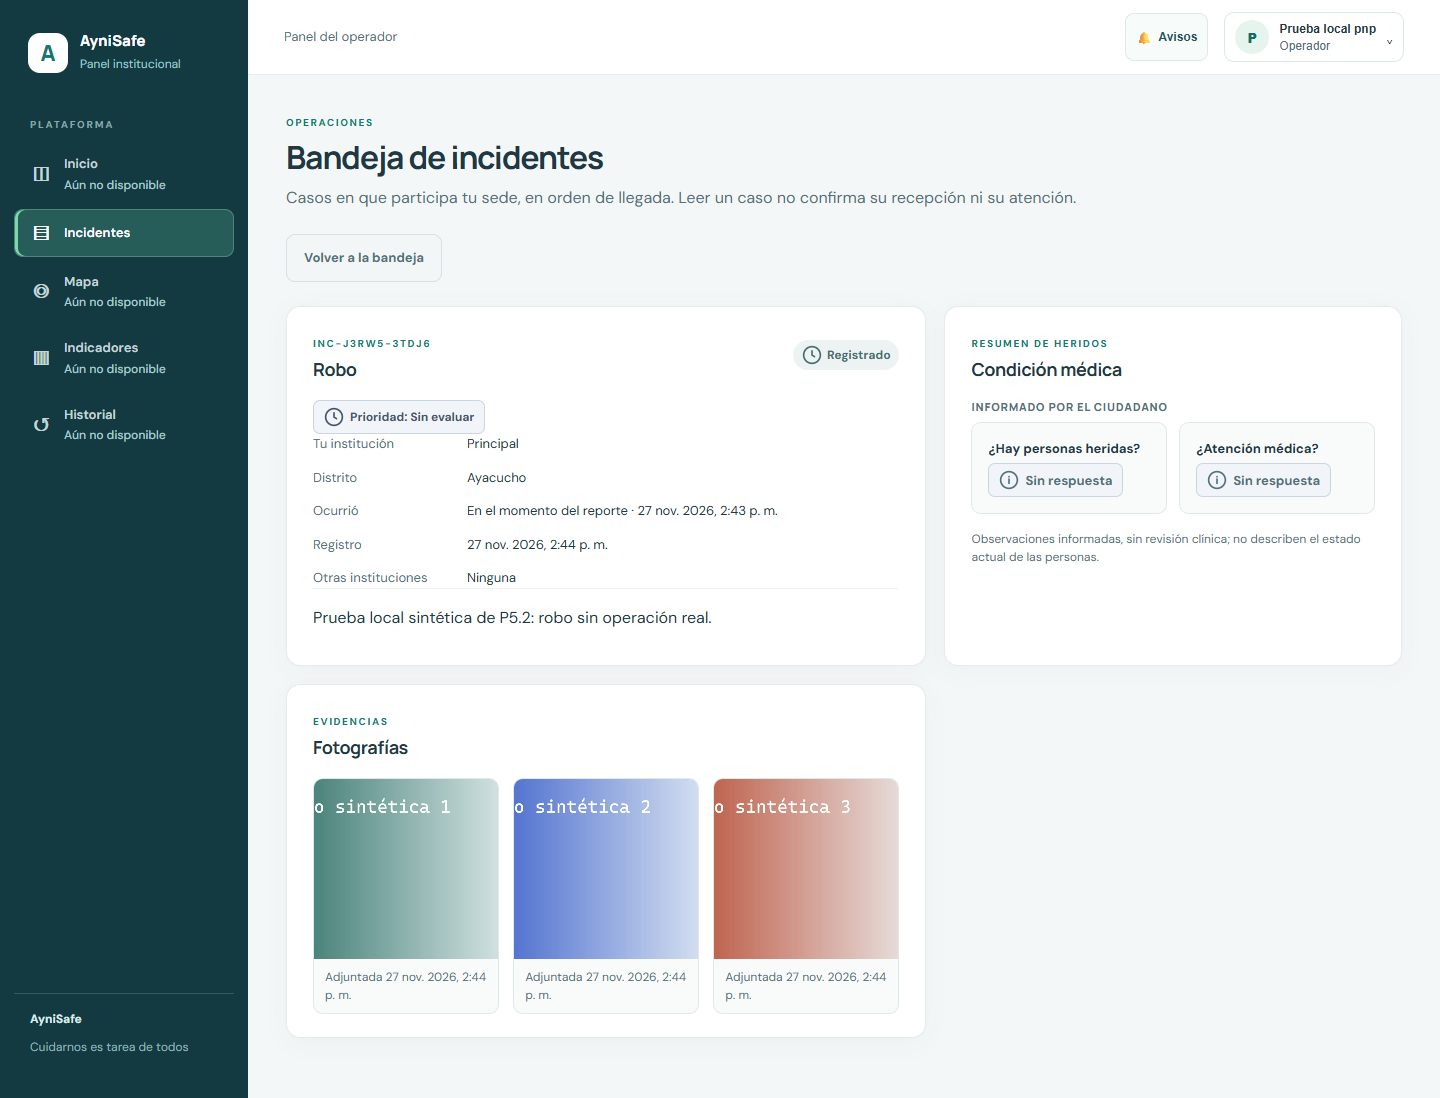 A
AyniSafe
Panel institucional
PLATAFORMA
Inicio
Aún no disponible
Incidentes
Mapa
Aún no disponible
Indicadores
Aún no disponible
Historial
Aún no disponible
AyniSafe
Cuidarnos es tarea de todos
Panel del operador
Avisos
P
Prueba local pnp
Operador
OPERACIONES
Bandeja de incidentes
Casos en que participa tu sede, en orden de llegada. Leer un caso no confirma su recepción ni su atención.
Volver a la bandeja
INC-J3RW5-3TDJ6
Robo
Registrado
Prioridad: Sin evaluar
Tu institución Principal
Distrito Ayacucho
Ocurrió En el momento del reporte · 27 nov. 2026, 2:43 p. m.
Registro 27 nov. 2026, 2:44 p. m.
Otras instituciones Ninguna
Prueba local sintética de P5.2: robo sin operación real.
RESUMEN DE HERIDOS
Condición médica
INFORMADO POR EL CIUDADANO
¿Hay personas heridas?
Sin respuesta
¿Atención médica?
Sin respuesta
Observaciones informadas, sin revisión clínica; no describen el estado
actual de las personas.
EVIDENCIAS
Fotografías
o sintética 1
Adjuntada 27 nov. 2026, 2:44
p. m.
o sintética 2
Adjuntada 27 nov. 2026, 2:44
p. m.
o sintética 3
Adjuntada 27 nov. 2026, 2:44
p. m.